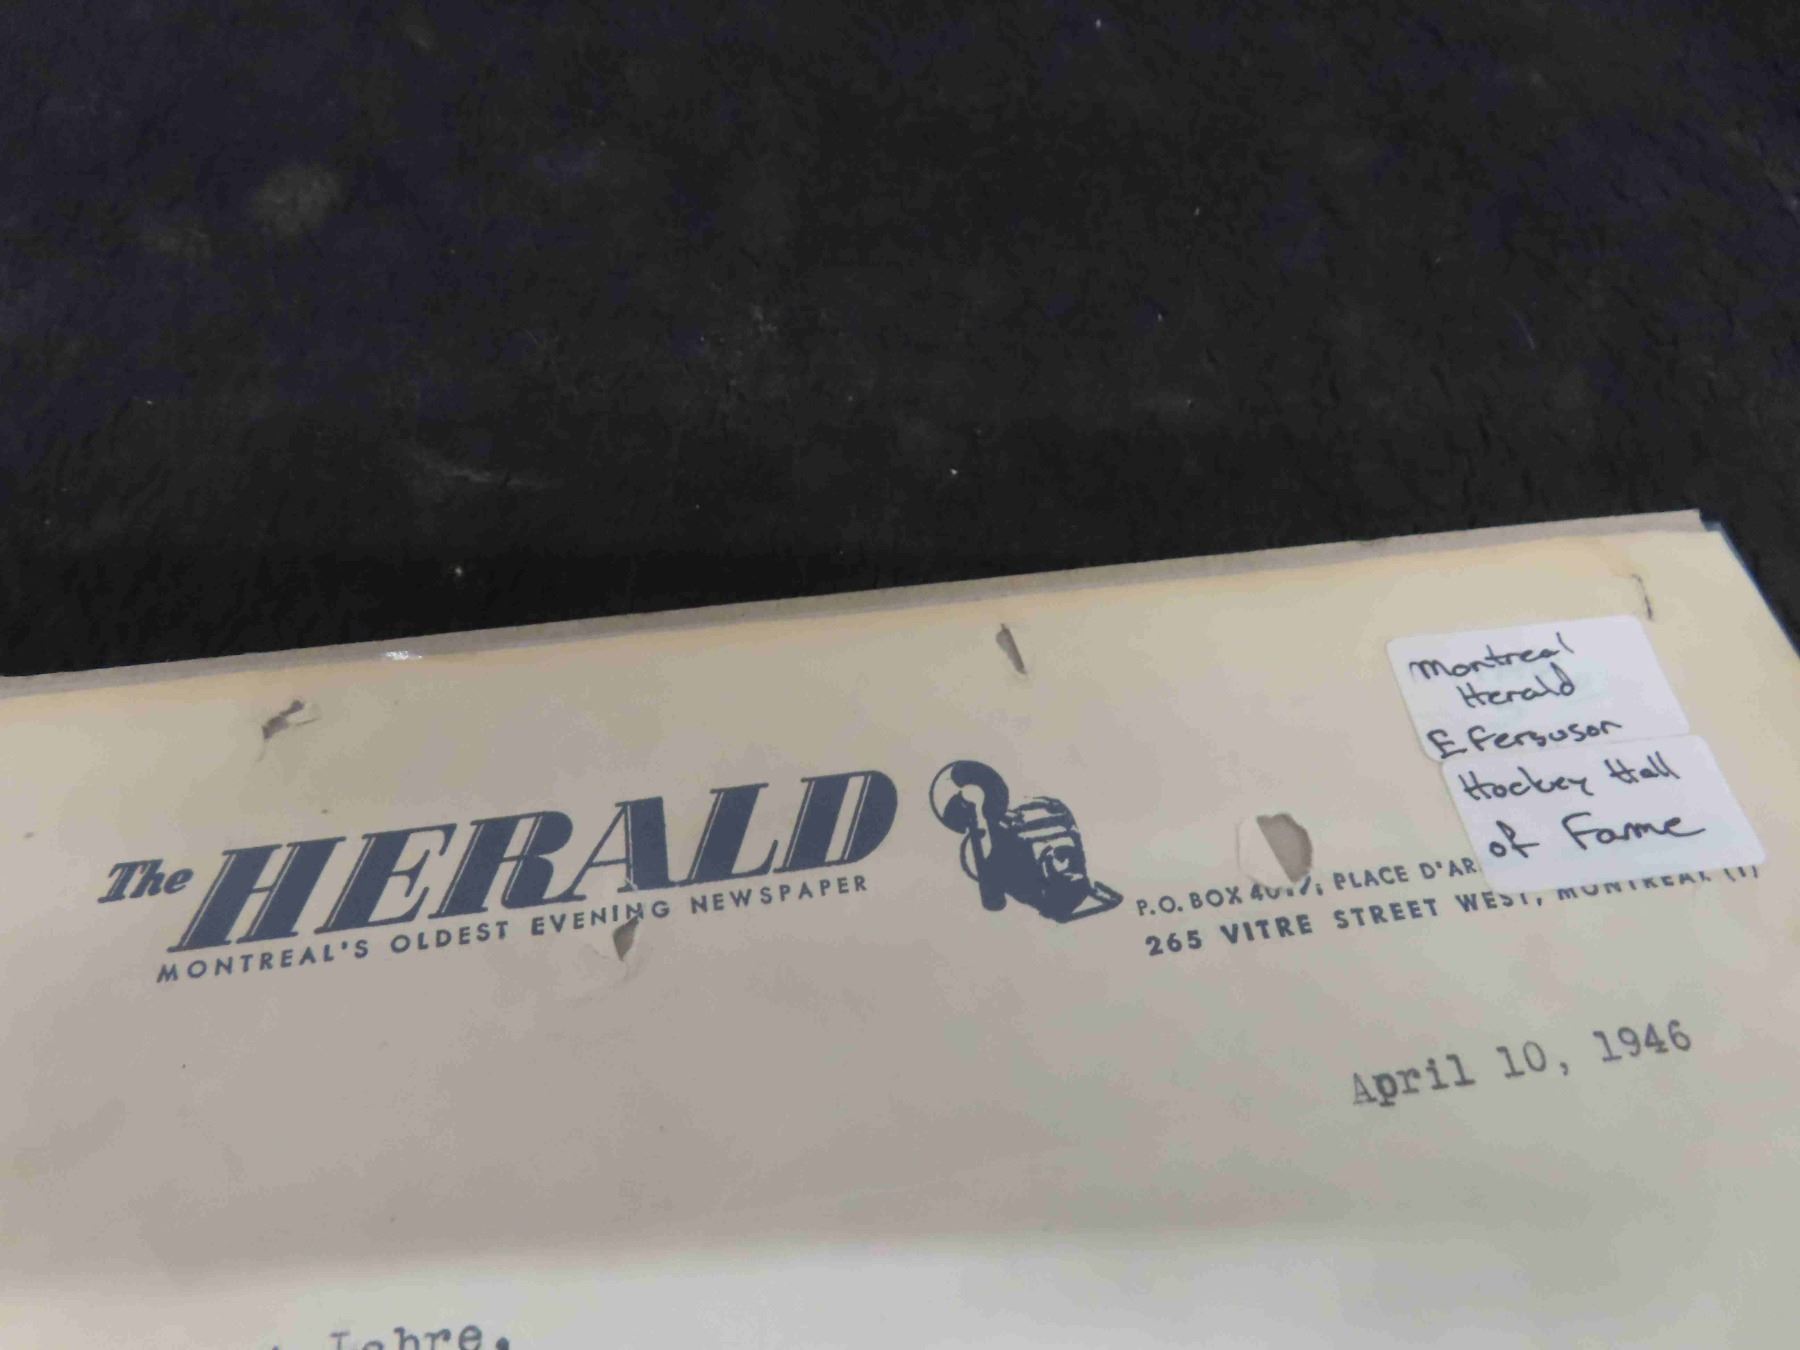 Montreal
Herald
E Ferguson
Hockey Hall
of Fame
The HERALD
MONTREAL'S OLDEST EVENING NEWSPAPER
P.O. BOX PLACE D'AR
265 VITRE STREET WEST, MONTREAL (1)
April 10, 1946